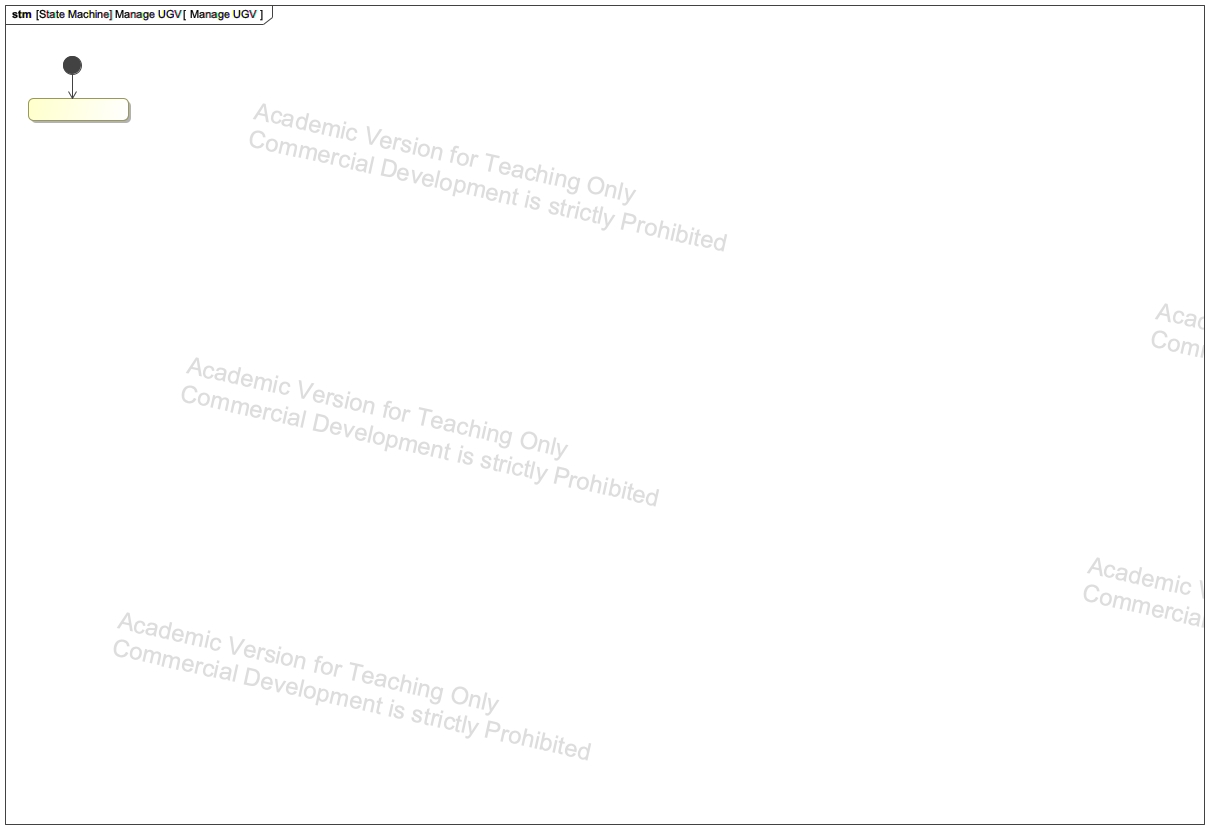 stm [State Machine] Manage UGV[ Manage UGV ]
Academic Version for Teaching Only
Commercial Development is strictly Prohibited
Acad
Comm
Academic Version for Teaching Only
Commercial Development is strictly Prohibited
Academic V
Commercial
Academic Version for Teaching Only
Commercial Development is strictly Prohibited